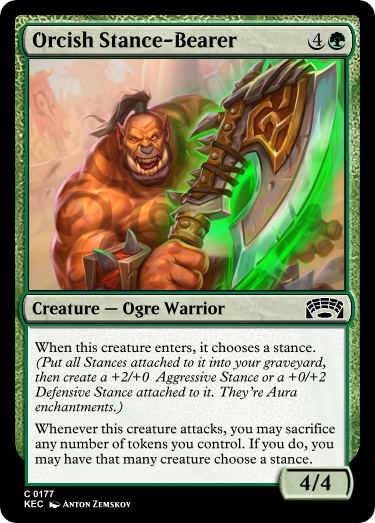 Orcish Stance-Bearer 4
Creature — Ogre Warrior
When this creature enters, it chooses a stance.
(Put all Stances attached to it into your graveyard,
then create a +2/+0 Aggressive Stance or a +0/+2
Defensive Stance attached to it. They're Aura
enchantments.)
Whenever this creature attacks, you may sacrifice
any number of tokens you control. If you do, you
may have that many creature choose a stance.
4/4
C 0177
KEC Anton Zemskov